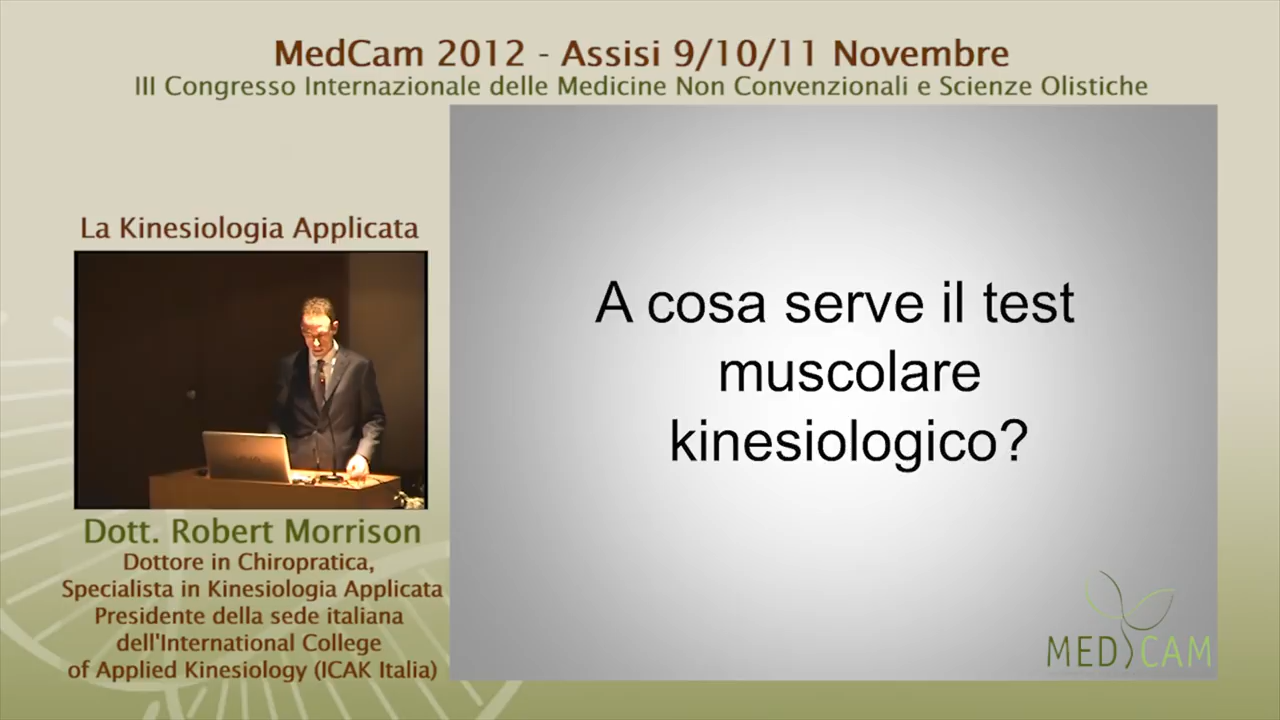 MedCam 2012 - Assisi 9/10/11 Novembre
III Congresso Internazionale delle Medicine Non Convenzionali e Scienze Olistiche
La Kinesiologia Applicata
Dott. Robert Morrison
Dottore in Chiropratica,
Specialista in Kinesiologia Applicata
Presidente della sede italiana
dell'International College
of Applied Kinesiology (ICAK Italia)
A cosa serve il test
muscolare
kinesiologico?
MED CAM